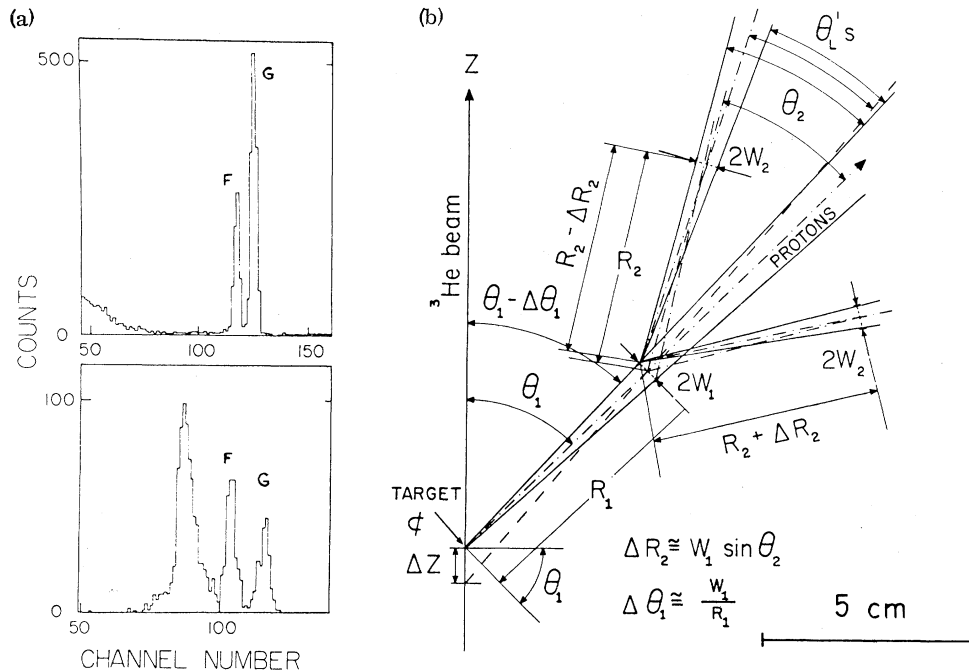 (a)
500
G
F
0
50
100
150
COUNTS
100
F
G
0
50
100
CHANNEL NUMBER
(b)
Z
θ'L s
θ2
2W2
R2 - ΔR2
R2
PROTONS
3He beam
θ1 - Δθ1
θ1
2W1
2W2
R2 + ΔR2
R1
TARGET
¢
ΔZ
θ1
ΔR2 ≅ W1 sin θ2
Δθ1 ≅ W1/R1
5 cm